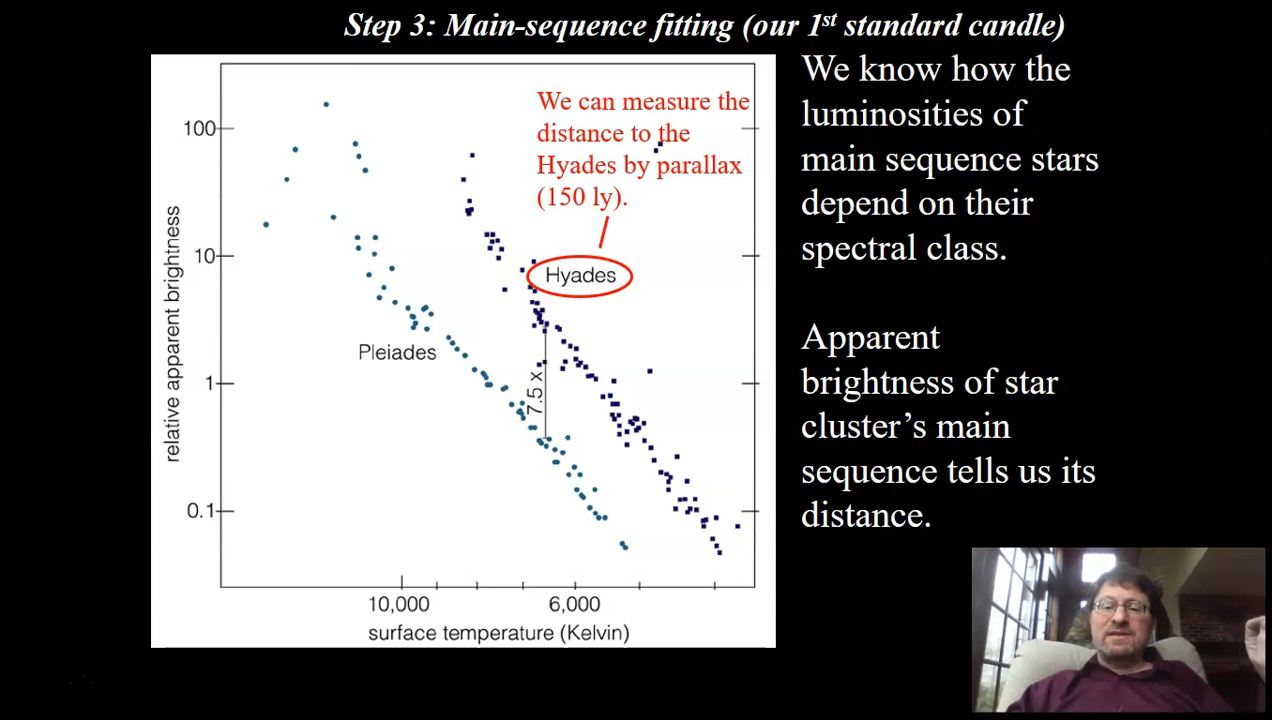 Step 3: Main-sequence fitting (our 1st standard candle)
We can measure the
distance to the
Hyades by parallax
(150 ly).
100
10
1
0.1
relative apparent brightness
Hyades
Pleiades
7.5 x
10,000
6,000
surface temperature (Kelvin)
We know how the
luminosities of
main sequence stars
depend on their
spectral class.
Apparent
brightness of star
cluster’s main
sequence tells us its
distance.